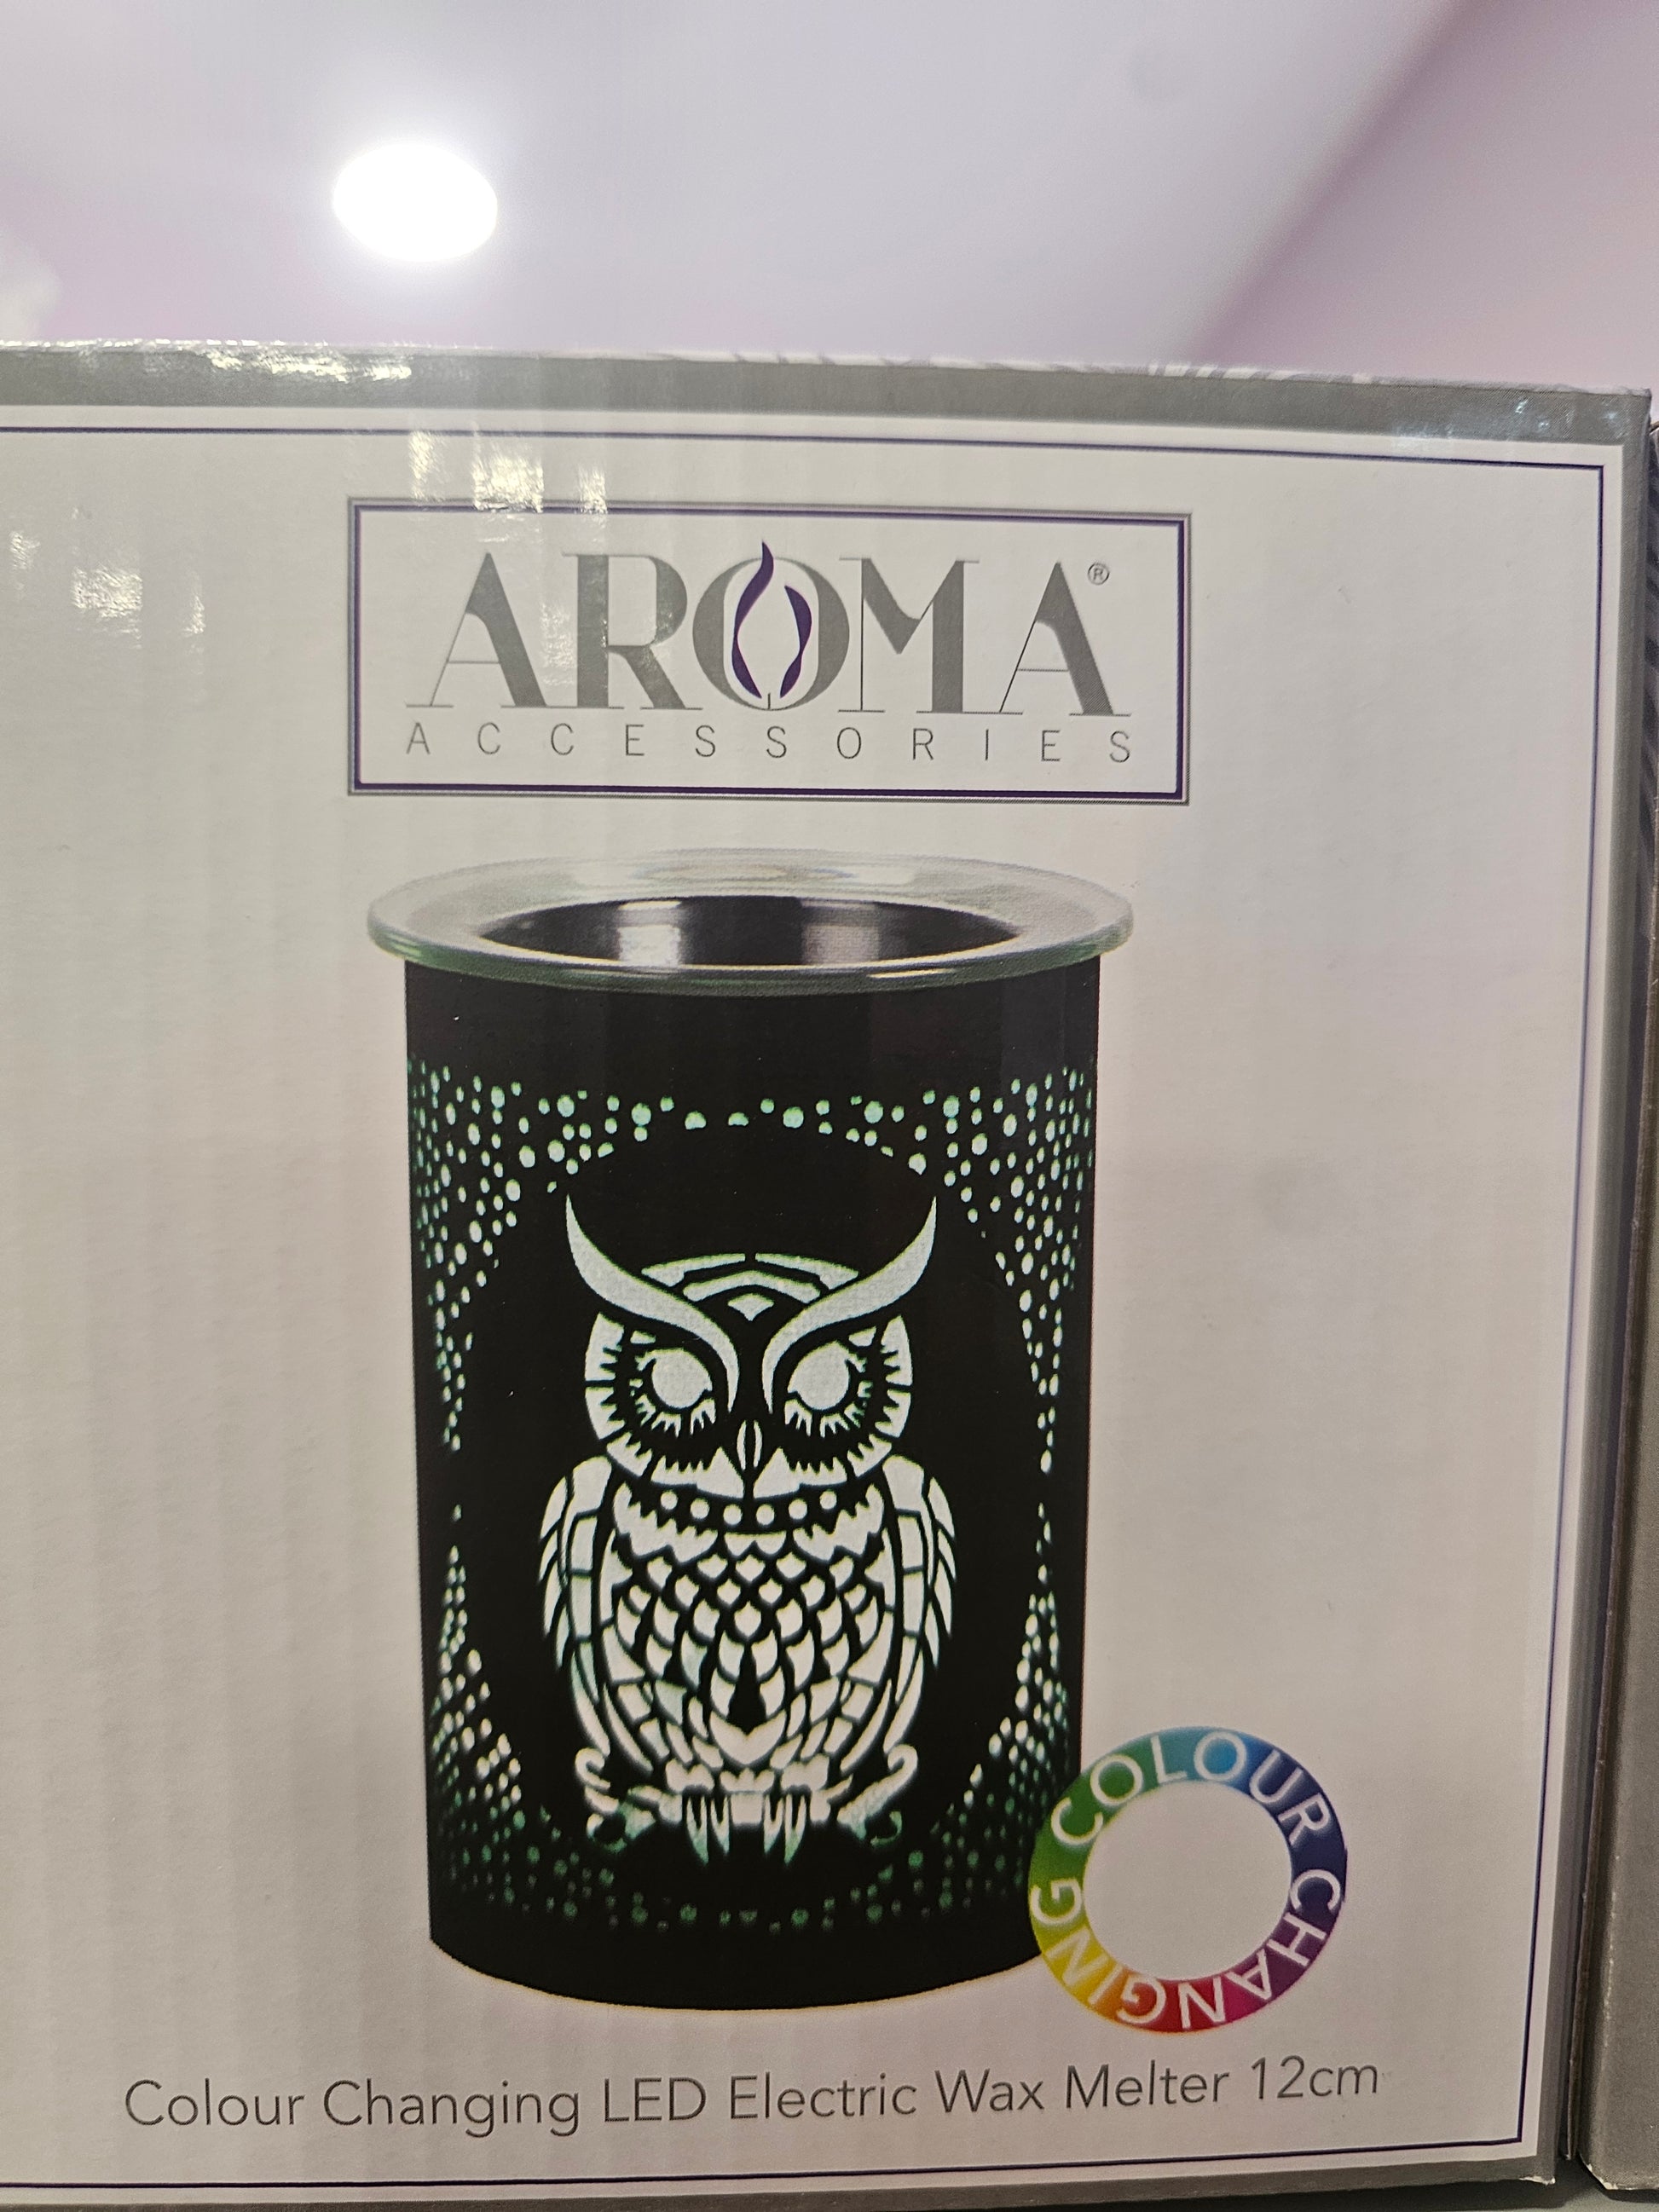 AROMA®
ACCESSORIES
COLOUR CHANGING
Colour Changing LED Electric Wax Melter 12cm